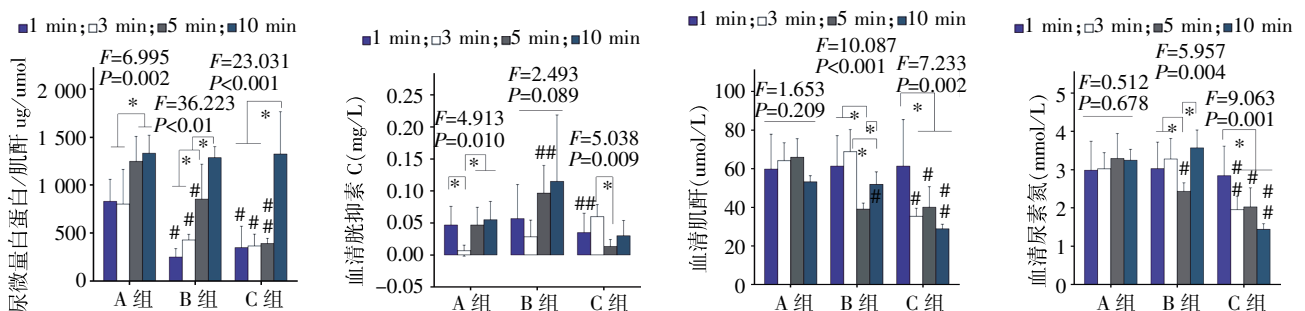 1 min; 3 min; 5 min; 10 min
F=6.995
P=0.002
F=23.031
P<0.001
F=36.223
P<0.01
尿微量白蛋白/肌酐 ug/umol
2 000
1 500
1 000
500
0
*
*
*
*
#
#
#
#
#
#
A 组 B 组 C 组
1 min; 3 min; 5 min; 10 min
F=2.493
P=0.089
F=4.913
P=0.010
F=5.038
P=0.009
血清胱抑素 C(mg/L)
0.25
0.20
0.15
0.10
0.05
0.00
-0.05
*
*
*
##
##
A 组 B 组 C 组
1 min; 3 min; 5 min; 10 min
F=10.087
P<0.001
F=7.233
P=0.002
F=1.653
P=0.209
血清肌酐(umol/L)
100
80
60
40
20
0
*
*
*
*
#
#
#
#
#
#
A 组 B 组 C 组
1 min; 3 min; 5 min; 10 min
F=5.957
P=0.004
F=0.512
P=0.678
F=9.063
P=0.001
血清尿素氮(mmol/L)
6
5
4
3
2
1
0
*
*
*
#
#
#
#
#
#
A 组 B 组 C 组